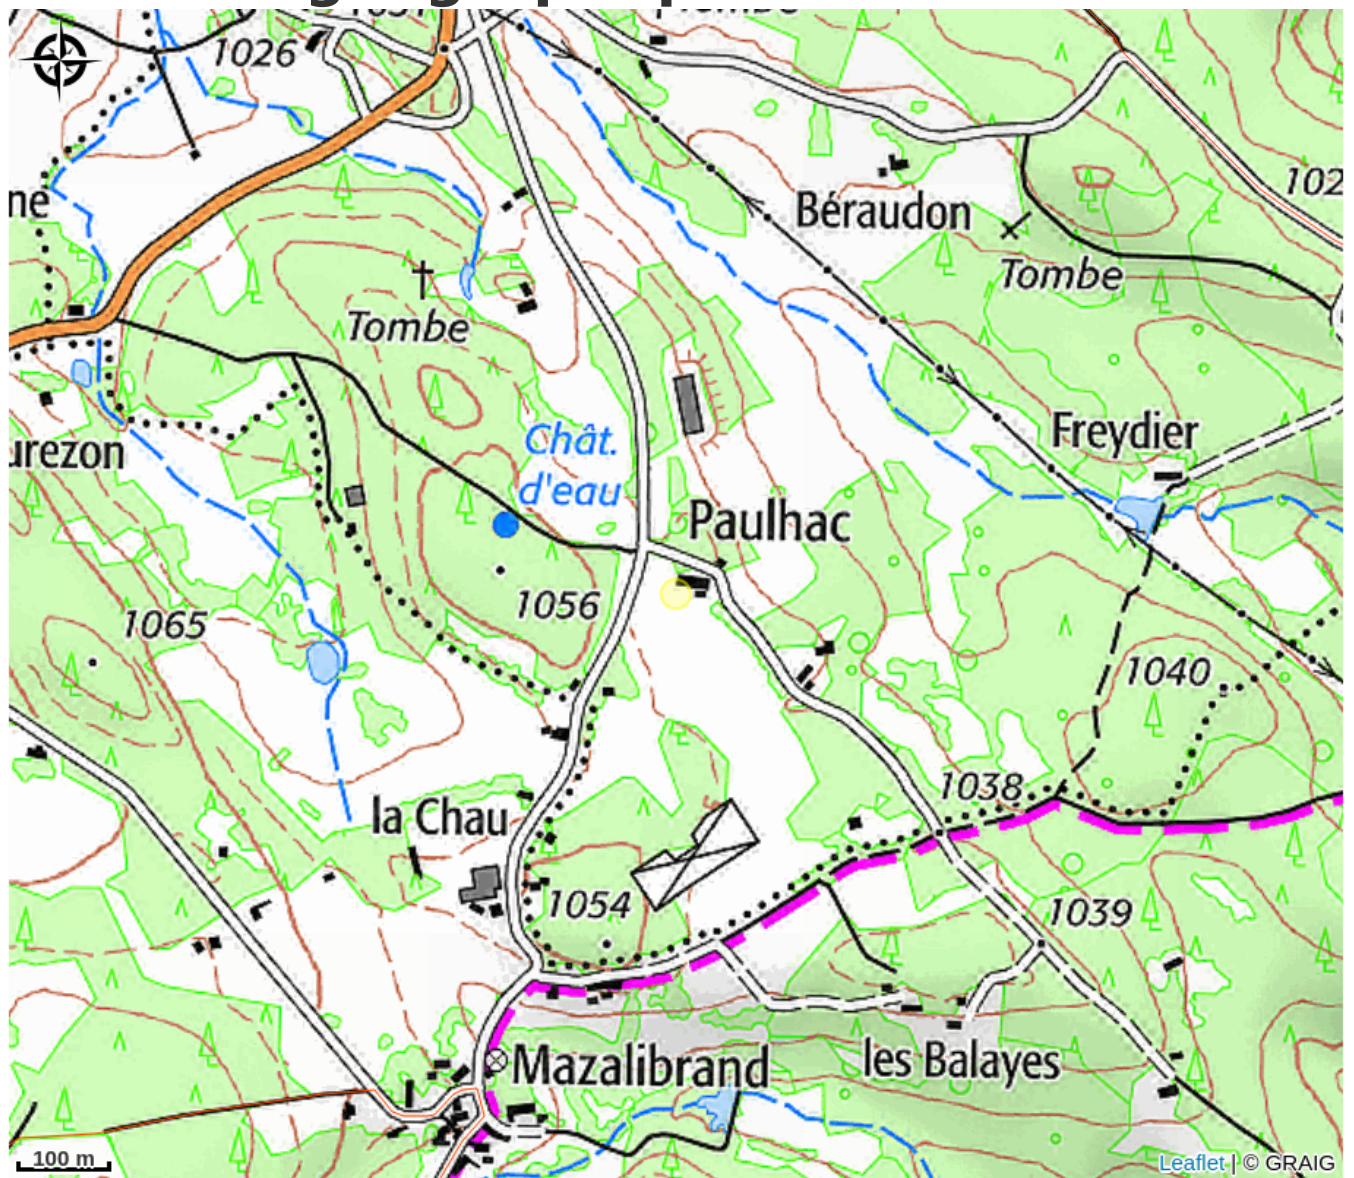 1026
Tombe
102
ne
Béraudon
Tombe
Tombe
Chât.
d'eau
Freydier
urezon
Paulhac
1056
1065
1040
1038
la Chau
1054
1039
Mazalibrand
les Balayes
100 m
Leaflet | © GRAIG